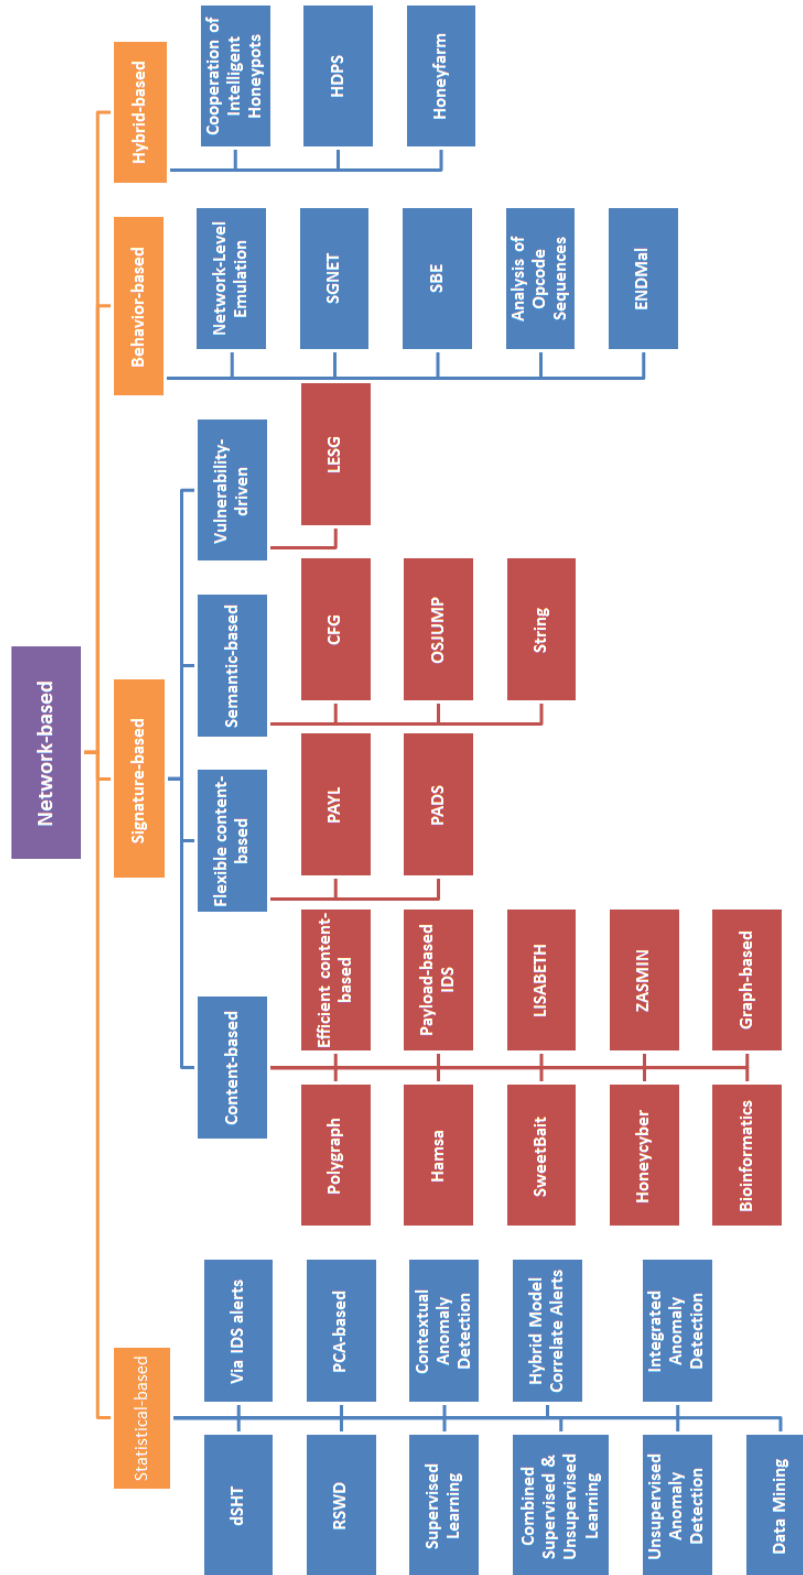 Network-based
Statistical-based
Signature-based
Behavior-based
Hybrid-based
dSHT
Via IDS alerts
RSWD
PCA-based
Supervised
Learning
Contextual
Anomaly
Detection
Combined
Supervised &
Unsupervised
Learning
Hybrid Model
Correlate Alerts
Unsupervised
Anomaly
Detection
Integrated
Anomaly
Detection
Data Mining
Content-based
Flexible content-
based
Semantic-based
Vulnerability-
driven
Polygraph
Efficient content-
based
Hamsa
Payload-based
IDS
SweetBait
LISABETH
Honeycyber
ZASMIN
Bioinformatics
Graph-based
PAYL
PADS
CFG
OSJUMP
String
LESG
Network-Level
Emulation
SGNET
SBE
Analysis of
Opcode
Sequences
ENDMal
Cooperation of
Intelligent
Honeypots
HDPS
Honeyfarm